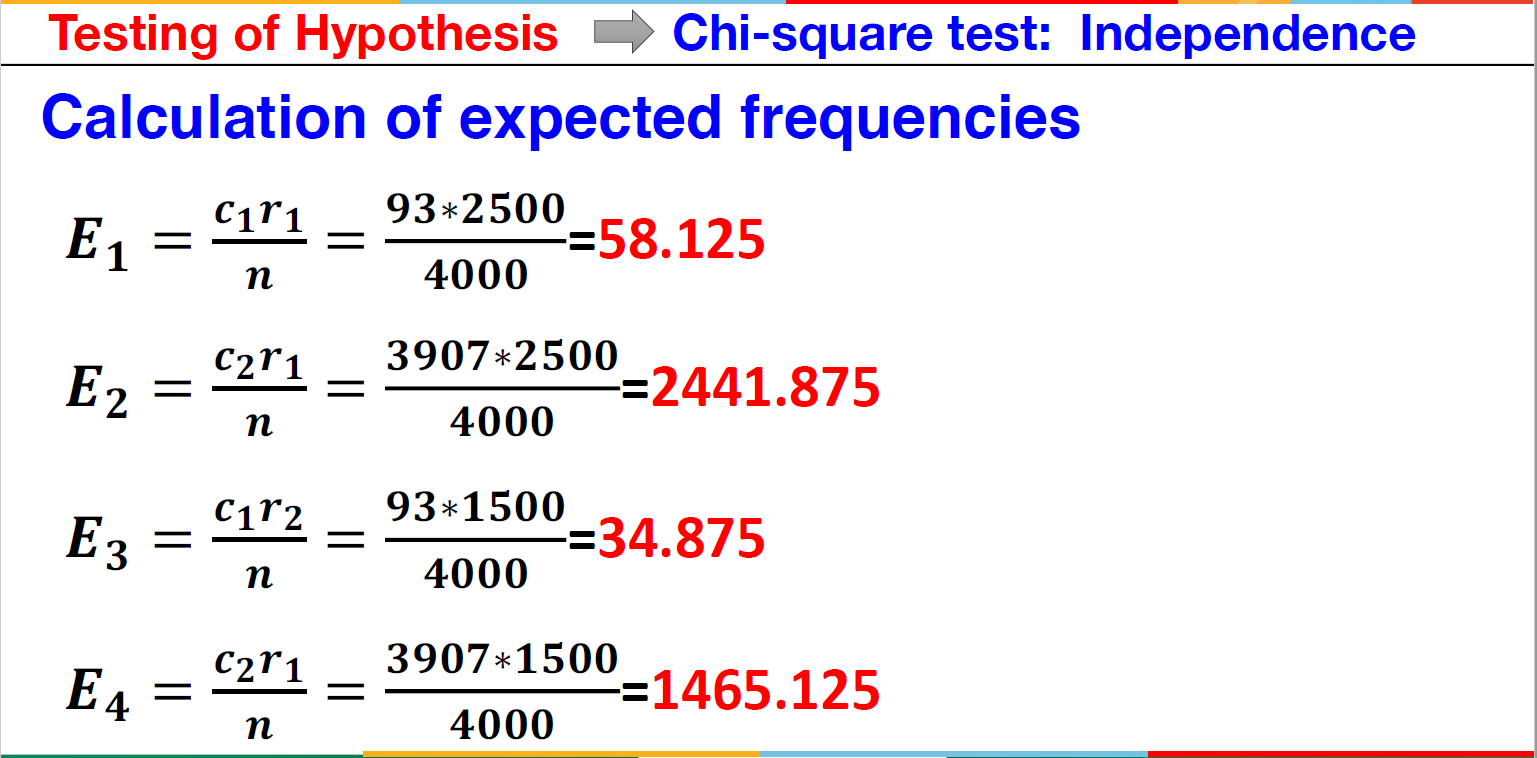 Testing of Hypothesis Chi-square test: Independence
Calculation of expected frequencies
E₁ = c₁r₁/n = 93*2500/4000=58.125
E₂ = c₂r₁/n = 3907*2500/4000=2441.875
E₃ = c₁r₂/n = 93*1500/4000=34.875
E₄ = c₂r₁/n = 3907*1500/4000=1465.125